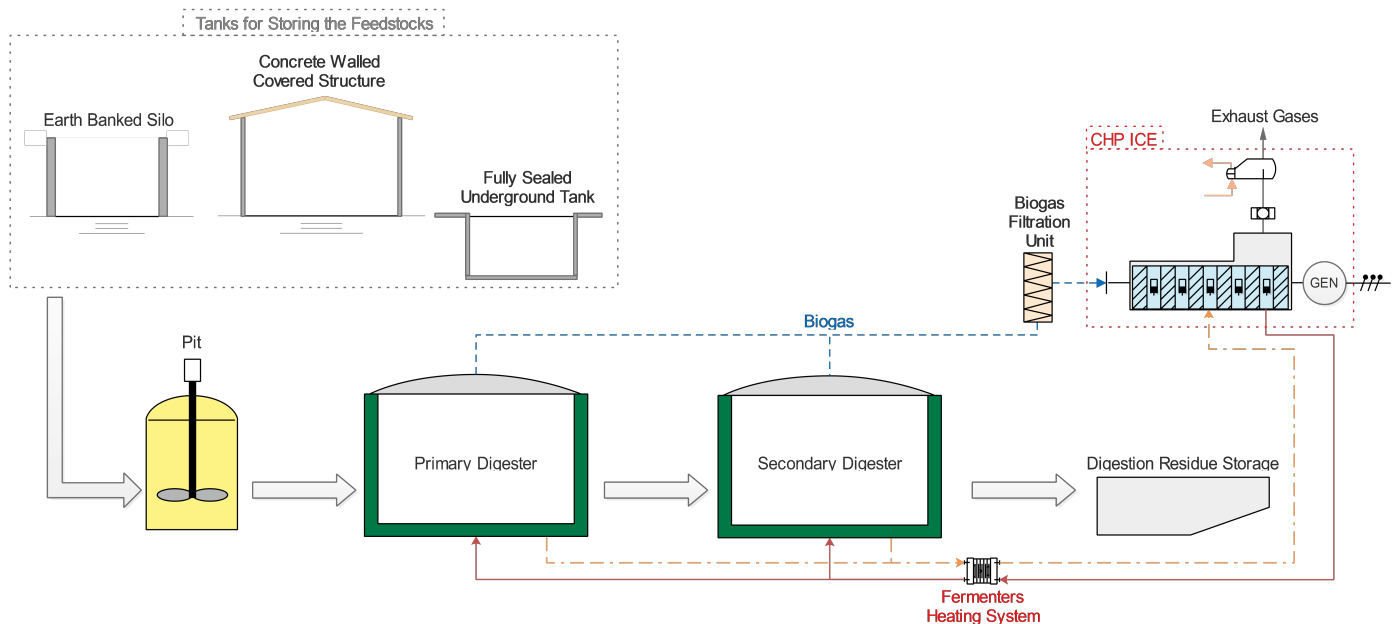 Tanks for Storing the Feedstocks
Concrete Walled
Covered Structure
Earth Banked Silo
Fully Sealed
Underground Tank
Exhaust Gases
CHP ICE
Biogas
Filtration
Unit
GEN
Biogas
Pit
Primary Digester
Secondary Digester
Digestion Residue Storage
Fermenters
Heating System